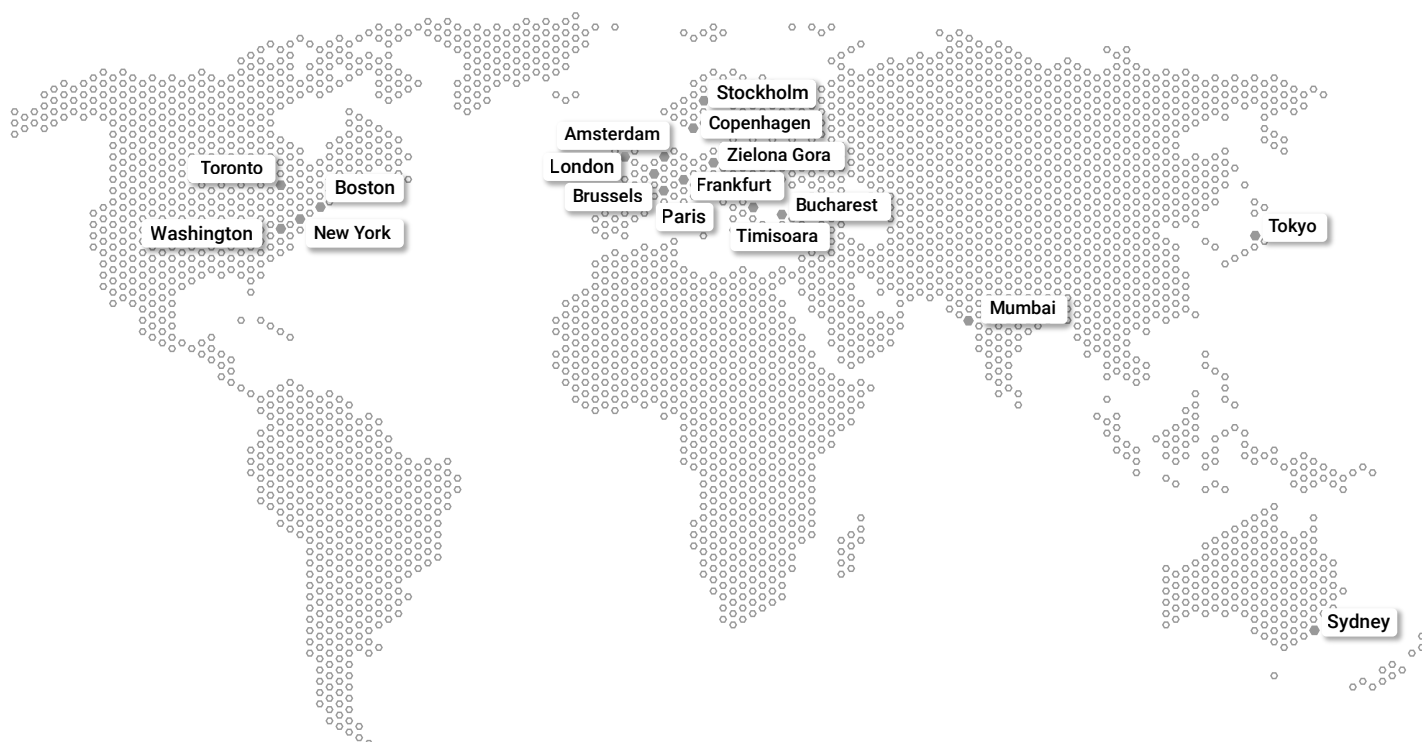 Stockholm
Copenhagen
Amsterdam
Zielona Gora
London
Toronto
Frankfurt
Boston
Brussels
Bucharest
Paris
Tokyo
New York
Washington
Timisoara
Mumbai
Sydney